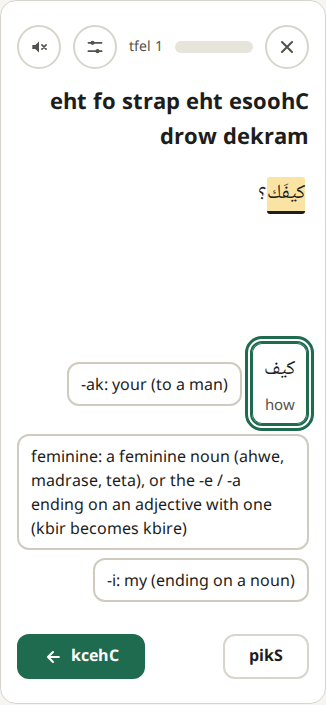 tfel 1
eht fo strap eht esoohC
drow dekram
كيفَك؟
كيف
how
-ak: your (to a man)
feminine: a feminine noun (ahwe,
madrase, teta), or the -e / -a
ending on an adjective with one
(kbir becomes kbire)
-i: my (ending on a noun)
pikS
kcehC